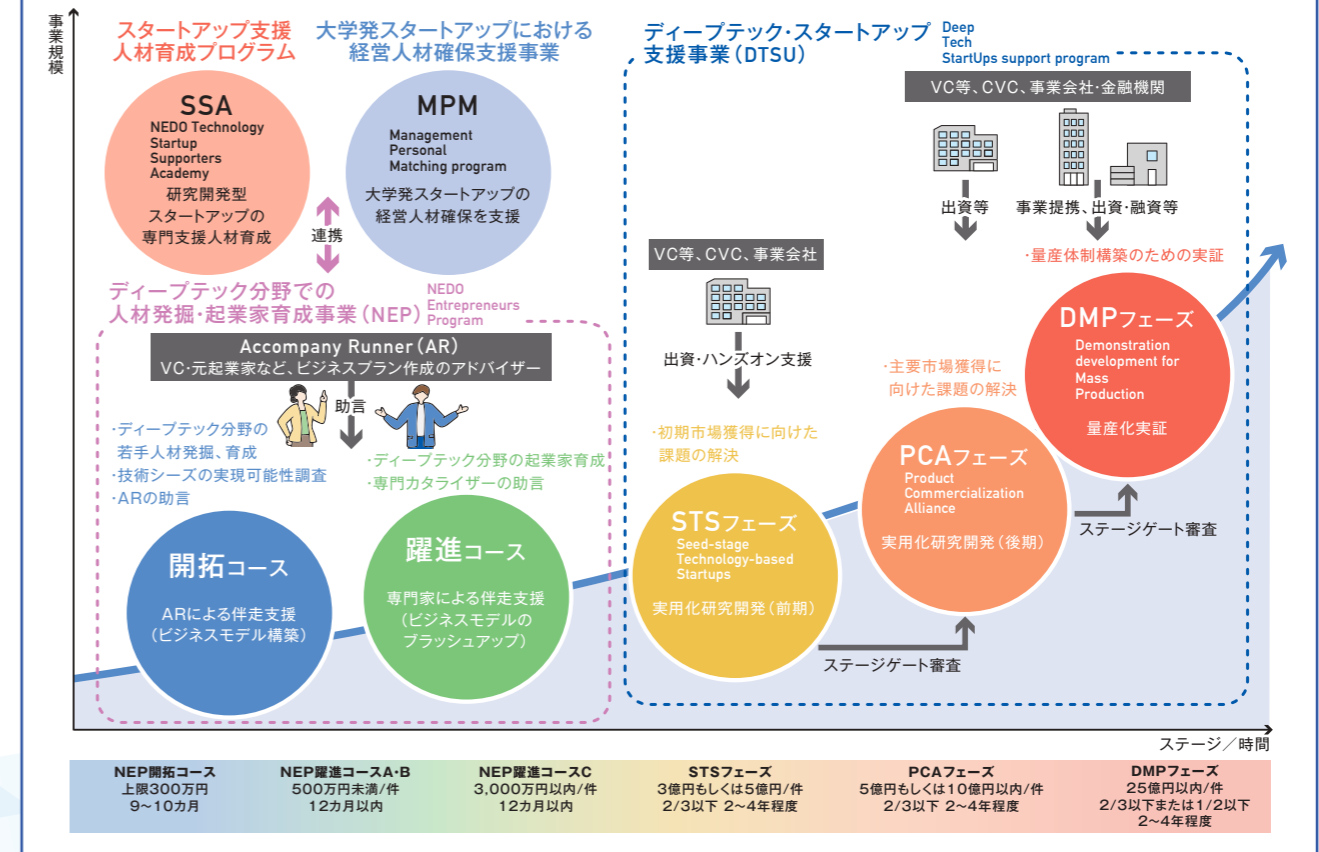 事業規模
スタートアップ支援
人材育成プログラム
大学発スタートアップにおける
経営人材確保支援事業
ディープテック・スタートアップ
支援事業(DTSU)
Deep
Tech
StartUps support program
SSA
NEDO Technology
Startup
Supporters
Academy
研究開発型
スタートアップの
専門支援人材育成
MPM
Management
Personal
Matching program
大学発スタートアップの
経営人材確保を支援
連携
VC等、CVC、事業会社・金融機関
出資等
事業提携、出資・融資等
VC等、CVC、事業会社
出資・ハンズオン支援
ディープテック分野での
人材発掘・起業家育成事業(NEP)
NEDO
Entrepreneurs
Program
Accompany Runner(AR)
VC・元起業家など、ビジネスプラン作成のアドバイザー
助言
・ディープテック分野の
若手人材発掘、育成
・技術シーズの実現可能性調査
・ARの助言
・ディープテック分野の起業家育成
・専門カタライザーの助言
開拓コース
ARによる伴走支援
(ビジネスモデル構築)
躍進コース
専門家による伴走支援
(ビジネスモデルの
ブラッシュアップ)
・初期市場獲得に向けた
課題の解決
STSフェーズ
Seed-stage
Technology-based
Startups
実用化研究開発(前期)
ステージゲート審査
・主要市場獲得に
向けた課題の解決
PCAフェーズ
Product
Commercialization
Alliance
実用化研究開発(後期)
ステージゲート審査
・量産体制構築のための実証
DMPフェーズ
Demonstration
development for
Mass
Production
量産化実証
ステージ/時間
NEP開拓コース
上限300万円
9~10カ月
NEP躍進コースA・B
500万円未満/件
12カ月以内
NEP躍進コースC
3,000万円以内/件
12カ月以内
STSフェーズ
3億円もしくは5億円/件
2/3以下 2~4年程度
PCAフェーズ
5億円もしくは10億円以内/件
2/3以下 2~4年程度
DMPフェーズ
25億円以内/件
2/3以下または1/2以下
2~4年程度